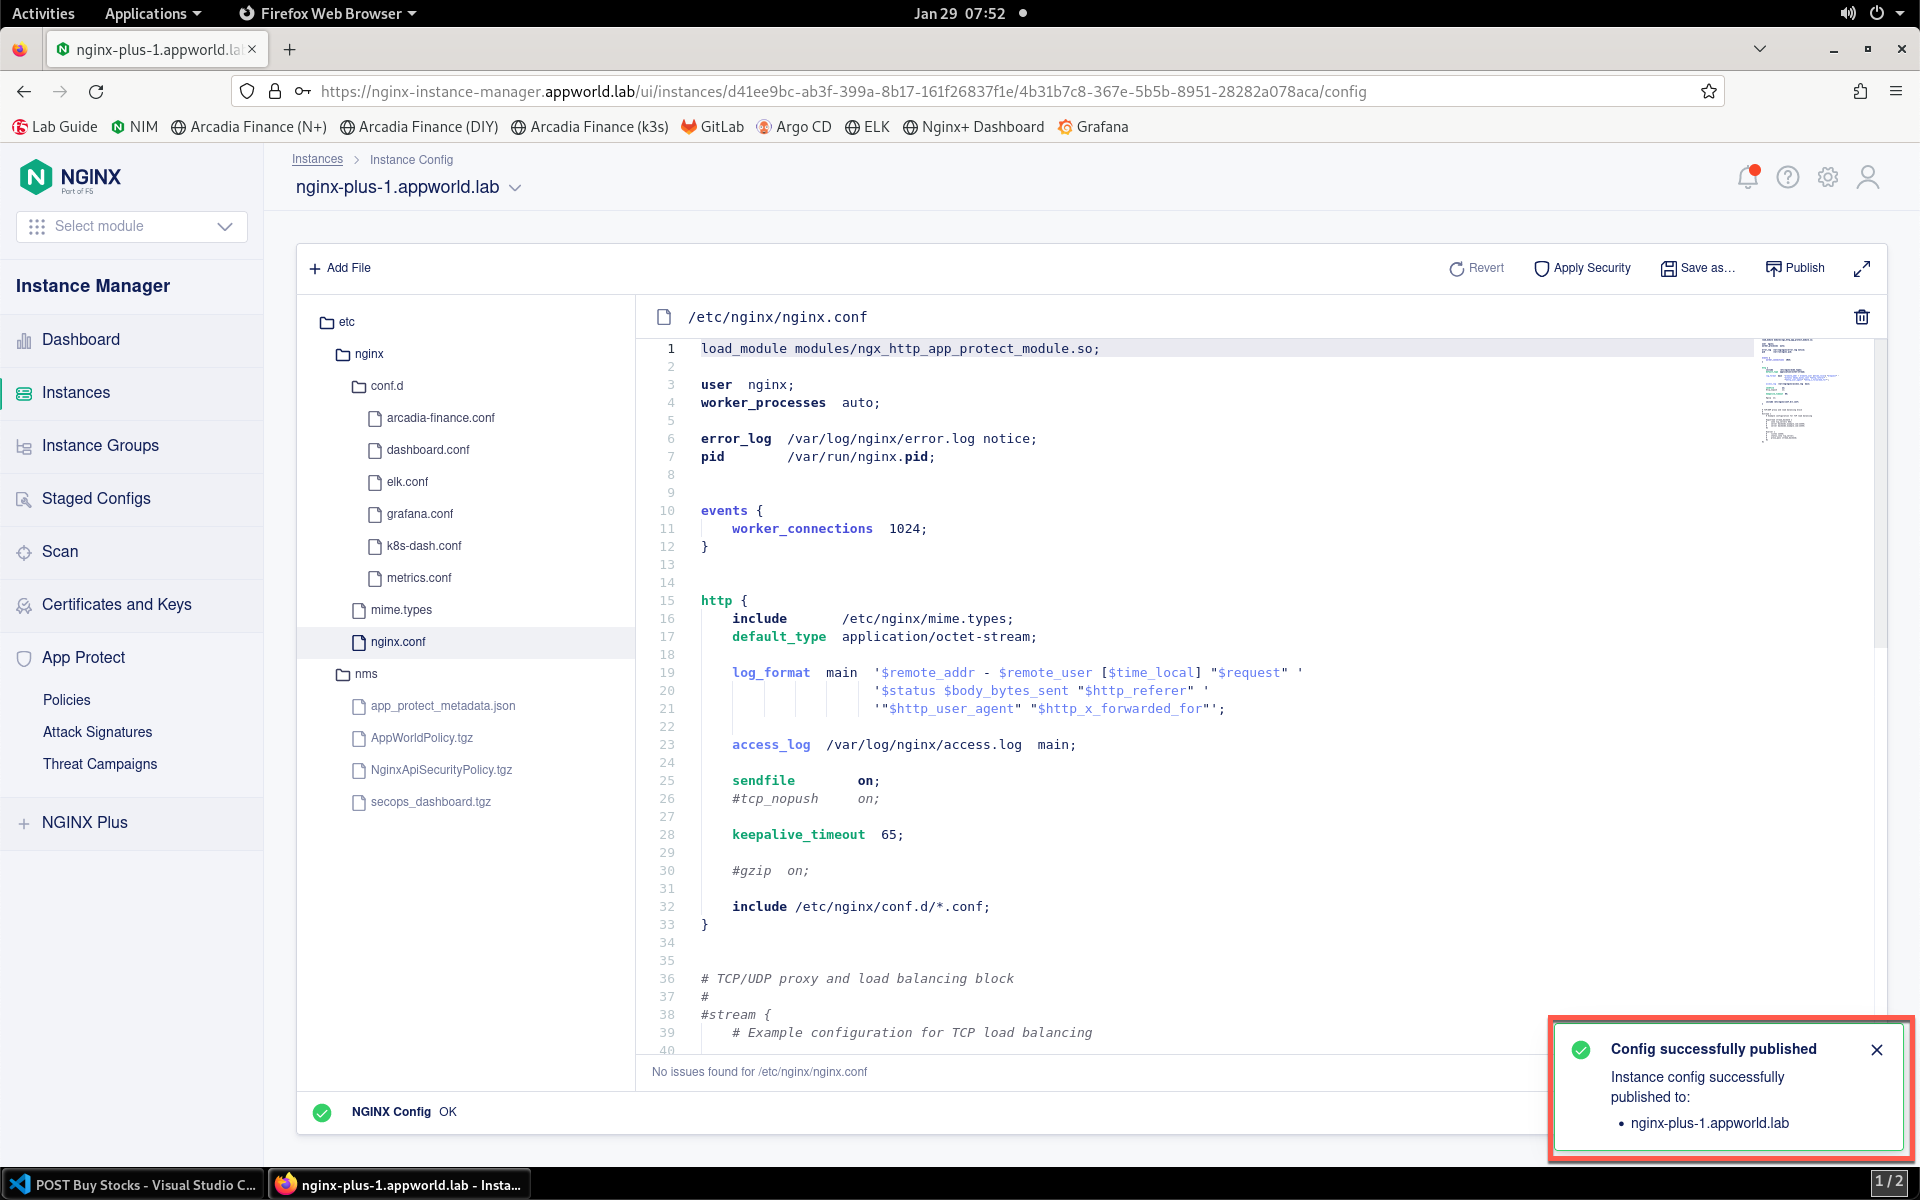 Activities Applications Firefox Web Browser Jan 29 07:52
nginx-plus-1.appworld.la
https://nginx-instance-manager.appworld.lab/ui/instances/d41ee9bc-ab3f-399a-8b17-161f26837f1e/4b31b7c8-367e-5b5b-8951-28282a078aca/config
Lab Guide NIM Arcadia Finance (N+) Arcadia Finance (DIY) Arcadia Finance (k3s) GitLab Argo CD ELK Nginx+ Dashboard Grafana
NGINX
Part of F5
Select module
Instance Manager
Dashboard
Instances
Instance Groups
Staged Configs
Scan
Certificates and Keys
App Protect
Policies
Attack Signatures
Threat Campaigns
NGINX Plus
Instances > Instance Config
nginx-plus-1.appworld.lab
Add File Revert Apply Security Save as... Publish
etc
nginx
conf.d
arcadia-finance.conf
dashboard.conf
elk.conf
grafana.conf
k8s-dash.conf
metrics.conf
mime.types
nginx.conf
nms
app_protect_metadata.json
AppWorldPolicy.tgz
NginxApiSecurityPolicy.tgz
secops_dashboard.tgz
/etc/nginx/nginx.conf
1 load_module modules/ngx_http_app_protect_module.so;
2
3 user  nginx;
4 worker_processes  auto;
5
6 error_log  /var/log/nginx/error.log notice;
7 pid        /var/run/nginx.pid;
8
9
10 events {
11     worker_connections  1024;
12 }
13
14
15 http {
16     include       /etc/nginx/mime.types;
17     default_type  application/octet-stream;
18
19     log_format  main  '$remote_addr - $remote_user [$time_local] "$request" '
20                       '$status $body_bytes_sent "$http_referer" '
21                       '"$http_user_agent" "$http_x_forwarded_for"';
22
23     access_log  /var/log/nginx/access.log  main;
24
25     sendfile        on;
26     #tcp_nopush     on;
27
28     keepalive_timeout  65;
29
30     #gzip  on;
31
32     include /etc/nginx/conf.d/*.conf;
33 }
34
35
36 # TCP/UDP proxy and load balancing block
37 #
38 #stream {
39     # Example configuration for TCP load balancing
40
No issues found for /etc/nginx/nginx.conf
NGINX Config OK
Config successfully published
Instance config successfully
published to:
• nginx-plus-1.appworld.lab
POST Buy Stocks - Visual Studio C... nginx-plus-1.appworld.lab - Insta... 1 / 2